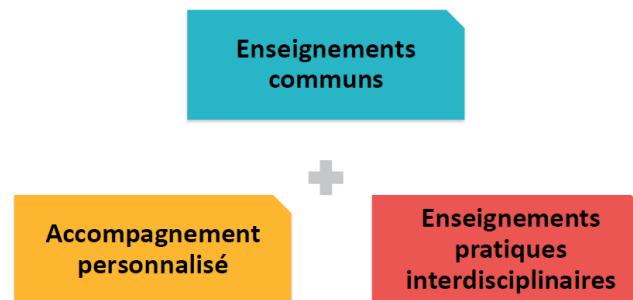 Enseignements
communs
Accompagnement
personnalisé
Enseignements
pratiques
interdisciplinaires